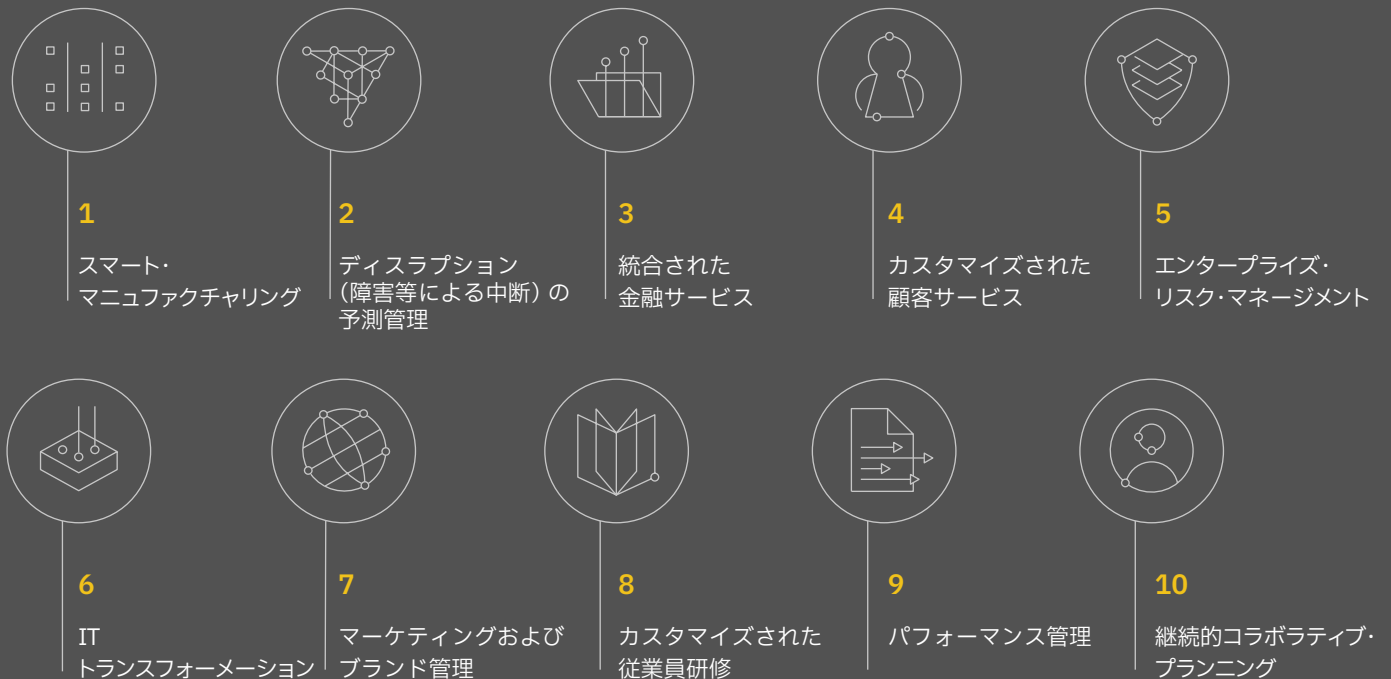 1
スマート・
マニュファクチャリング
2
ディスラプション
（障害等による中断）の
予測管理
3
統合された
金融サービス
4
カスタマイズされた
顧客サービス
5
エンタープライズ・
リスク・マネージメント
6
IT
トランスフォーメーション
7
マーケティングおよび
ブランド管理
8
カスタマイズされた
従業員研修
9
パフォーマンス管理
10
継続的コラボラティブ・
プランニング